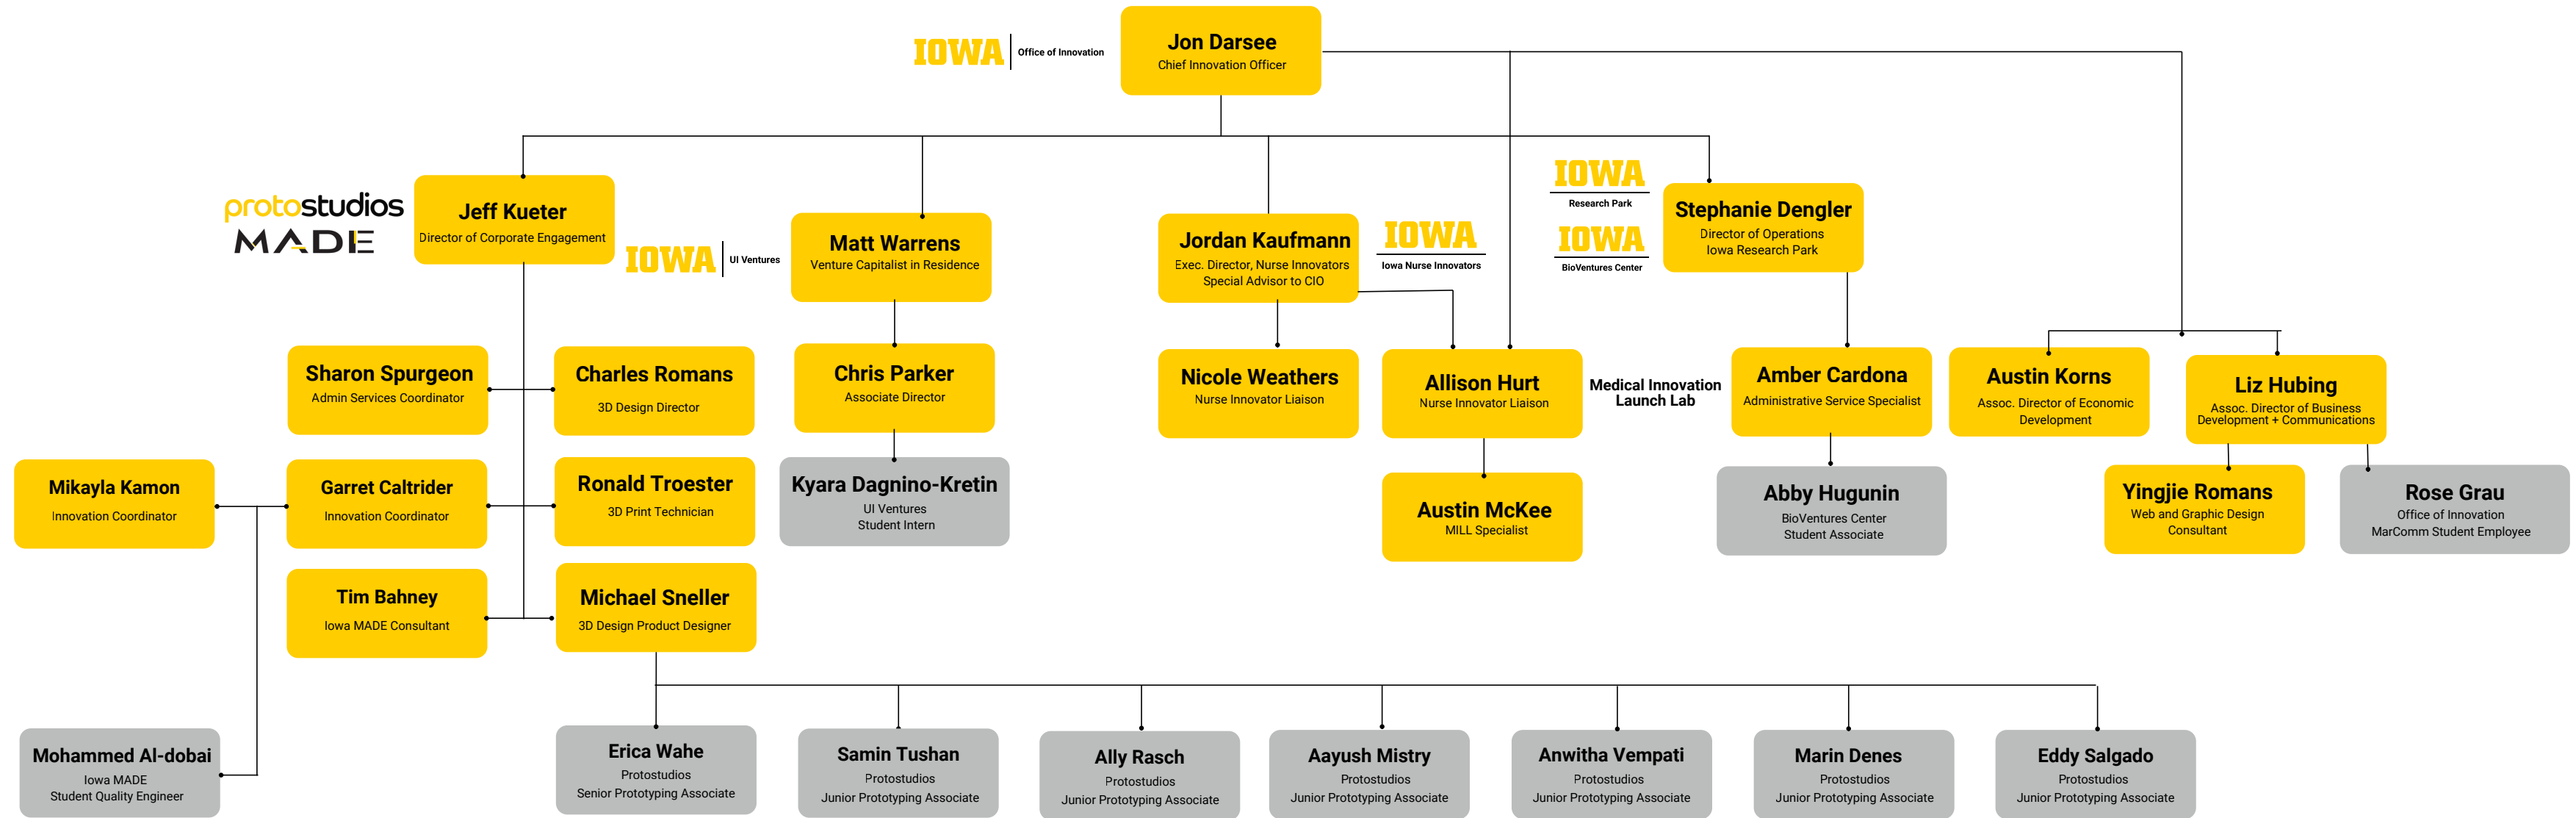 IOWA
Office of Innovation
Jon Darsee
Chief Innovation Officer
protostudios
MADE
Jeff Kueter
Director of Corporate Engagement
IOWA
UI Ventures
Matt Warrens
Venture Capitalist in Residence
Jordan Kaufmann
Exec. Director, Nurse Innovators
Special Advisor to CIO
IOWA
Iowa Nurse Innovators
IOWA
Research Park
IOWA
BioVentures Center
Stephanie Dengler
Director of Operations
Iowa Research Park
Sharon Spurgeon
Admin Services Coordinator
Charles Romans
3D Design Director
Chris Parker
Associate Director
Nicole Weathers
Nurse Innovator Liaison
Allison Hurt
Nurse Innovator Liaison
Medical Innovation
Launch Lab
Amber Cardona
Administrative Service Specialist
Austin Korns
Assoc. Director of Economic
Development
Liz Hubing
Assoc. Director of Business
Development + Communications
Mikayla Kamon
Innovation Coordinator
Garret Caltrider
Innovation Coordinator
Ronald Troester
3D Print Technician
Kyara Dagnino-Kretin
UI Ventures
Student Intern
Austin McKee
MILL Specialist
Abby Hugunin
BioVentures Center
Student Associate
Yingjie Romans
Web and Graphic Design
Consultant
Rose Grau
Office of Innovation
MarComm Student Employee
Tim Bahney
Iowa MADE Consultant
Michael Sneller
3D Design Product Designer
Mohammed Al-dobai
Iowa MADE
Student Quality Engineer
Erica Wahe
Protostudios
Senior Prototyping Associate
Samin Tushan
Protostudios
Junior Prototyping Associate
Ally Rasch
Protostudios
Junior Prototyping Associate
Aayush Mistry
Protostudios
Junior Prototyping Associate
Anwitha Vempati
Protostudios
Junior Prototyping Associate
Marin Denes
Protostudios
Junior Prototyping Associate
Eddy Salgado
Protostudios
Junior Prototyping Associate